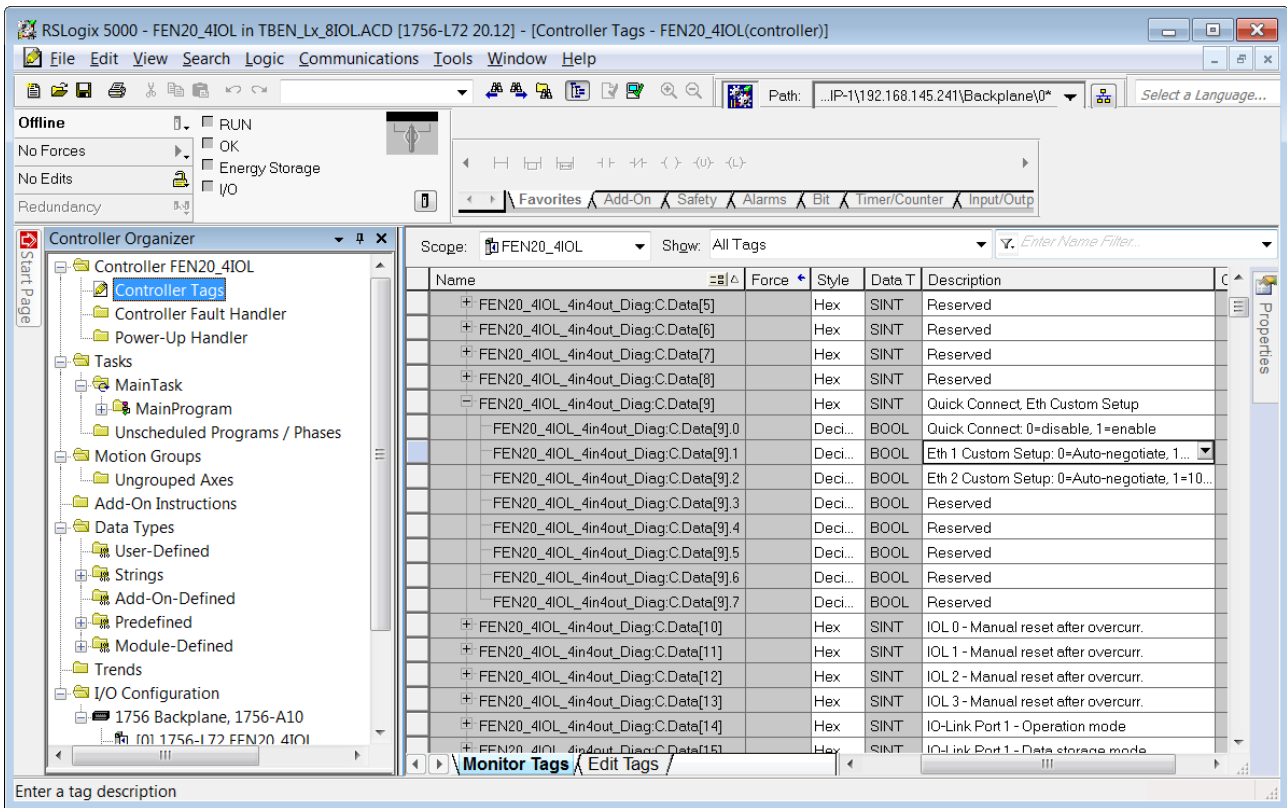 RSLogix 5000 - FEN20_4IOL in TBEN_Lx_8IOL.ACD [1756-L72 20.12] - [Controller Tags - FEN20_4IOL(controller)]
File Edit View Search Logic Communications Tools Window Help
Path: ...IP-1\192.168.145.241\Backplane\0*
Select a Language...
Offline
RUN
No Forces
OK
No Edits
Energy Storage
Redundancy
I/O
Favorites Add-On Safety Alarms Bit Timer/Counter Input/Outp
Start Page
Controller Organizer
Controller FEN20_4IOL
Controller Tags
Controller Fault Handler
Power-Up Handler
Tasks
MainTask
MainProgram
Unscheduled Programs / Phases
Motion Groups
Ungrouped Axes
Add-On Instructions
Data Types
User-Defined
Strings
Add-On-Defined
Predefined
Module-Defined
Trends
I/O Configuration
1756 Backplane, 1756-A10
[0] 1756-L72 FEN20_4IOL
Scope: FEN20_4IOL Show: All Tags Enter Name Filter...
Name Force Style Data T Description C
FEN20_4IOL_4in4out_Diag:C.Data[5] Hex SINT Reserved
FEN20_4IOL_4in4out_Diag:C.Data[6] Hex SINT Reserved
FEN20_4IOL_4in4out_Diag:C.Data[7] Hex SINT Reserved
FEN20_4IOL_4in4out_Diag:C.Data[8] Hex SINT Reserved
FEN20_4IOL_4in4out_Diag:C.Data[9] Hex SINT Quick Connect, Eth Custom Setup
FEN20_4IOL_4in4out_Diag:C.Data[9].0 Deci... BOOL Quick Connect: 0=disable, 1=enable
FEN20_4IOL_4in4out_Diag:C.Data[9].1 Deci... BOOL Eth 1 Custom Setup: 0=Auto-negotiate, 1...
FEN20_4IOL_4in4out_Diag:C.Data[9].2 Deci... BOOL Eth 2 Custom Setup: 0=Auto-negotiate, 1=10...
FEN20_4IOL_4in4out_Diag:C.Data[9].3 Deci... BOOL Reserved
FEN20_4IOL_4in4out_Diag:C.Data[9].4 Deci... BOOL Reserved
FEN20_4IOL_4in4out_Diag:C.Data[9].5 Deci... BOOL Reserved
FEN20_4IOL_4in4out_Diag:C.Data[9].6 Deci... BOOL Reserved
FEN20_4IOL_4in4out_Diag:C.Data[9].7 Deci... BOOL Reserved
FEN20_4IOL_4in4out_Diag:C.Data[10] Hex SINT IOL 0 - Manual reset after overcurr.
FEN20_4IOL_4in4out_Diag:C.Data[11] Hex SINT IOL 1 - Manual reset after overcurr.
FEN20_4IOL_4in4out_Diag:C.Data[12] Hex SINT IOL 2 - Manual reset after overcurr.
FEN20_4IOL_4in4out_Diag:C.Data[13] Hex SINT IOL 3 - Manual reset after overcurr.
FEN20_4IOL_4in4out_Diag:C.Data[14] Hex SINT IO-Link Port 1 - Operation mode
FEN20_4IOL_4in4out_Diag:C.Data[15] Hex SINT IO-Link Port 1 - Data storage mode
Monitor Tags Edit Tags
Properties
Enter a tag description